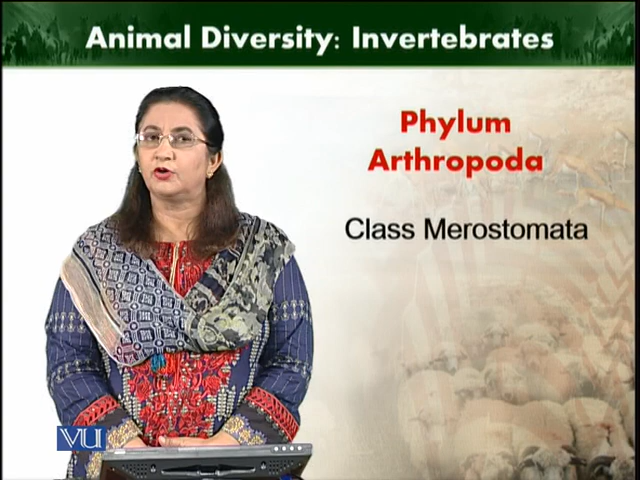 Animal Diversity: Invertebrates
Phylum
Arthropoda
Class Merostomata
VU